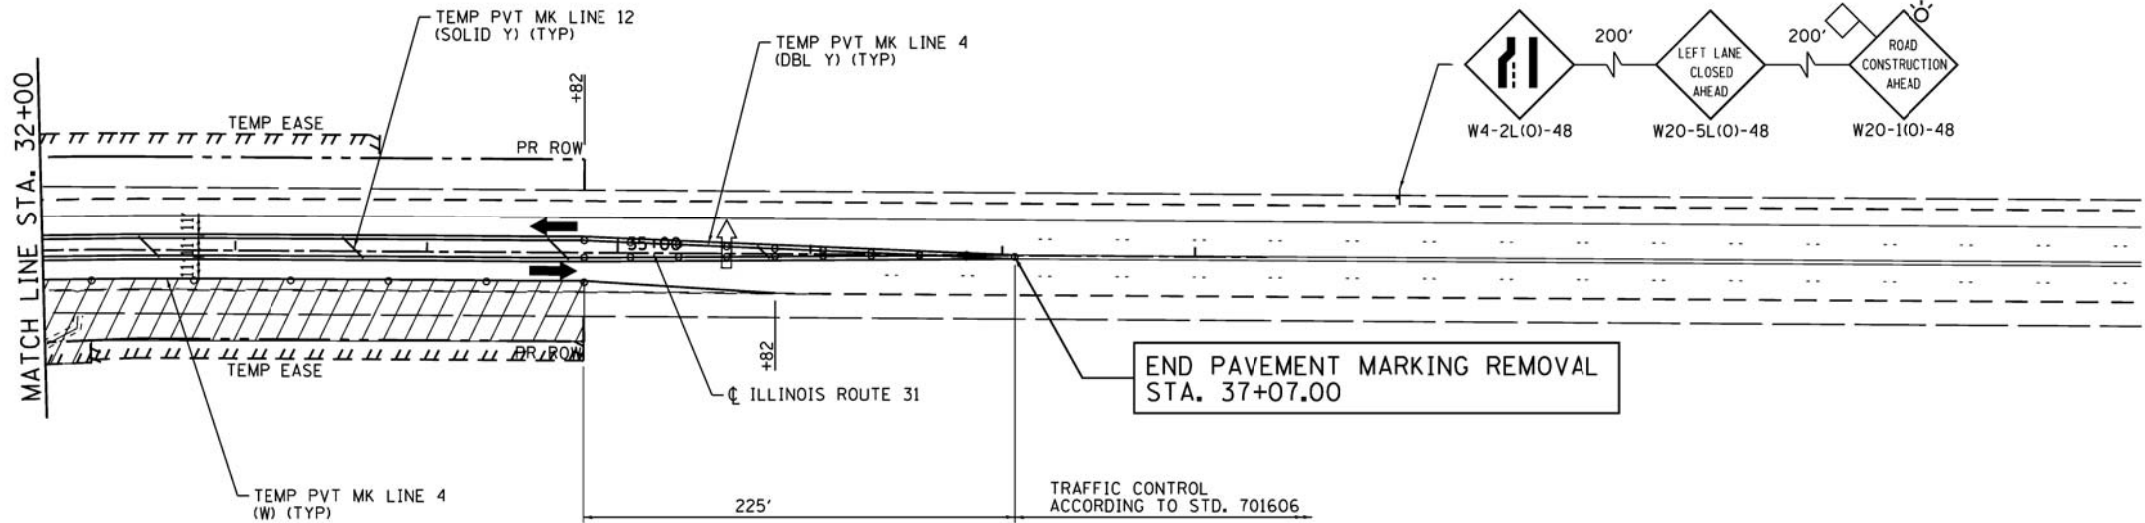 TEMP PVT MK LINE 12
(SOLID Y) (TYP)
TEMP PVT MK LINE 4
(DBL Y) (TYP)
200'
200'
LEFT LANE
CLOSED
AHEAD
ROAD
CONSTRUCTION
AHEAD
W4-2L(O)-48
W20-5L(O)-48
W20-1(O)-48
MATCH LINE STA. 32+00
+82
TEMP EASE
PR ROW
11' 11' 11'
35+00
PR ROW
TEMP EASE
+82
℄ ILLINOIS ROUTE 31
END PAVEMENT MARKING REMOVAL
STA. 37+07.00
TEMP PVT MK LINE 4
(W) (TYP)
225'
TRAFFIC CONTROL
ACCORDING TO STD. 701606